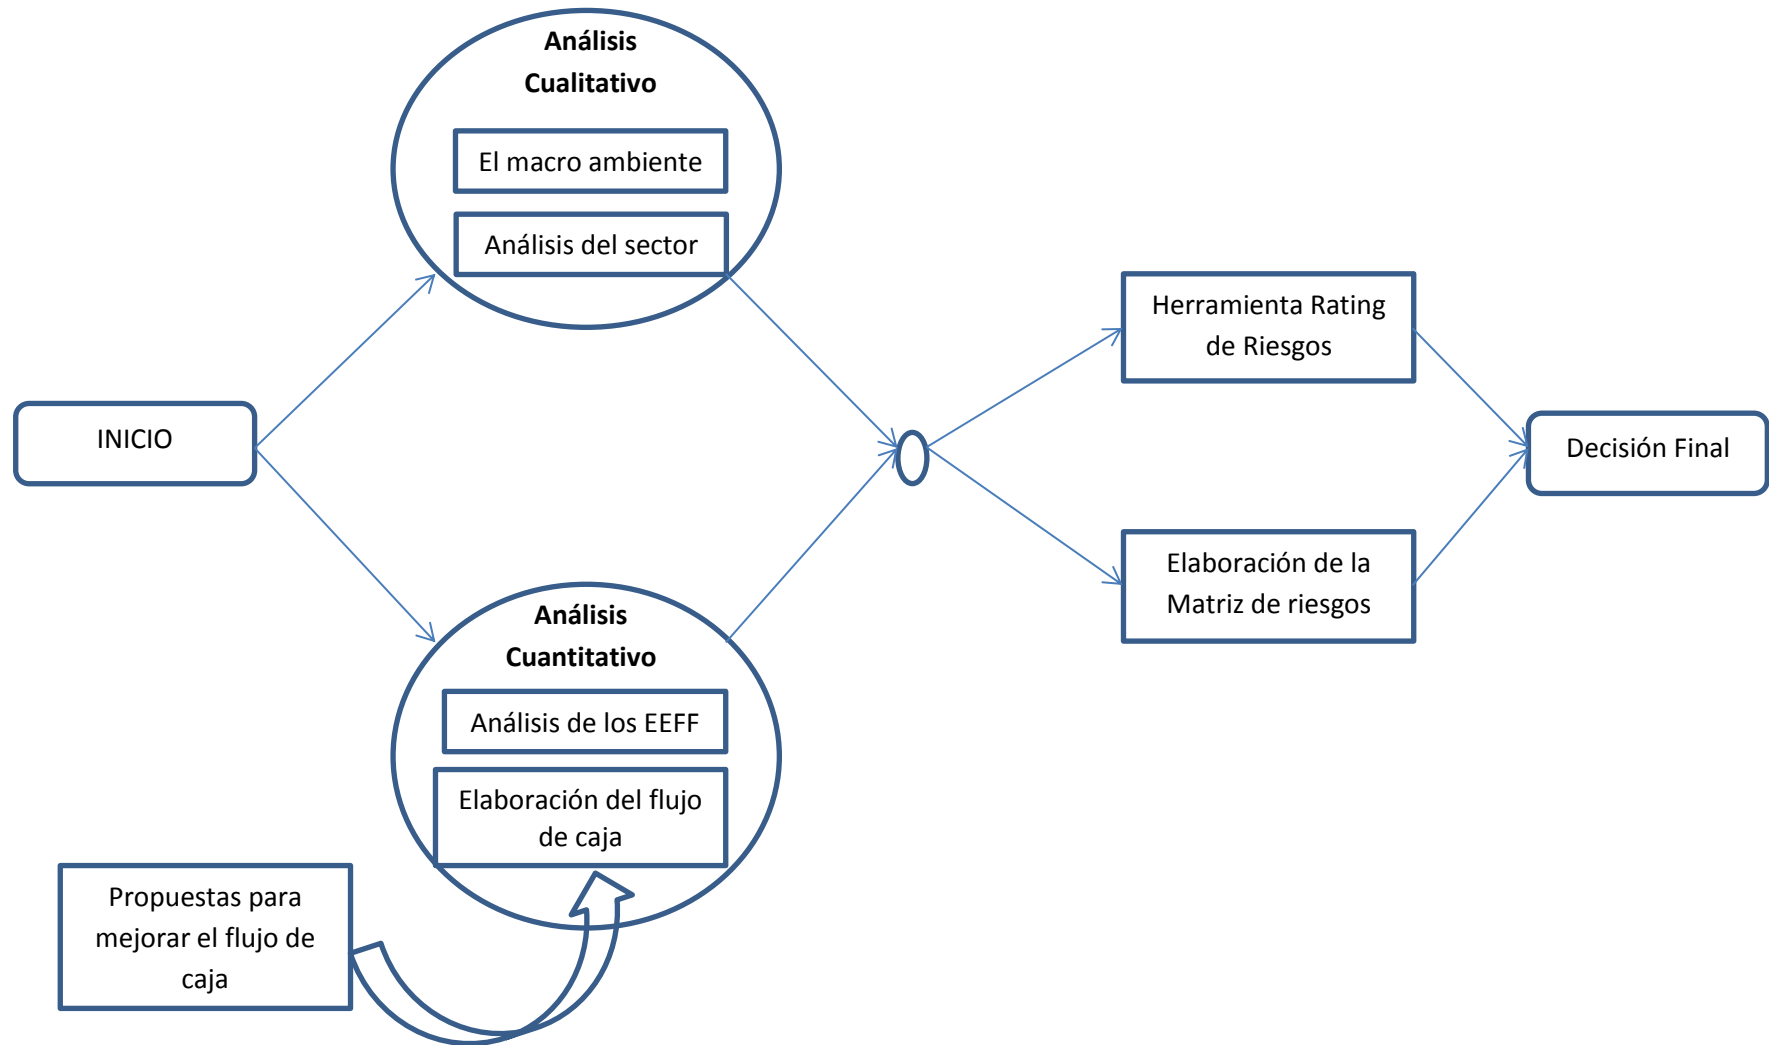 Análisis
Cualitativo
El macro ambiente
Análisis del sector
INICIO
Análisis
Cuantitativo
Análisis de los EEFF
Elaboración del flujo
de caja
Propuestas para
mejorar el flujo de
caja
Herramienta Rating
de Riesgos
Elaboración de la
Matriz de riesgos
Decisión Final